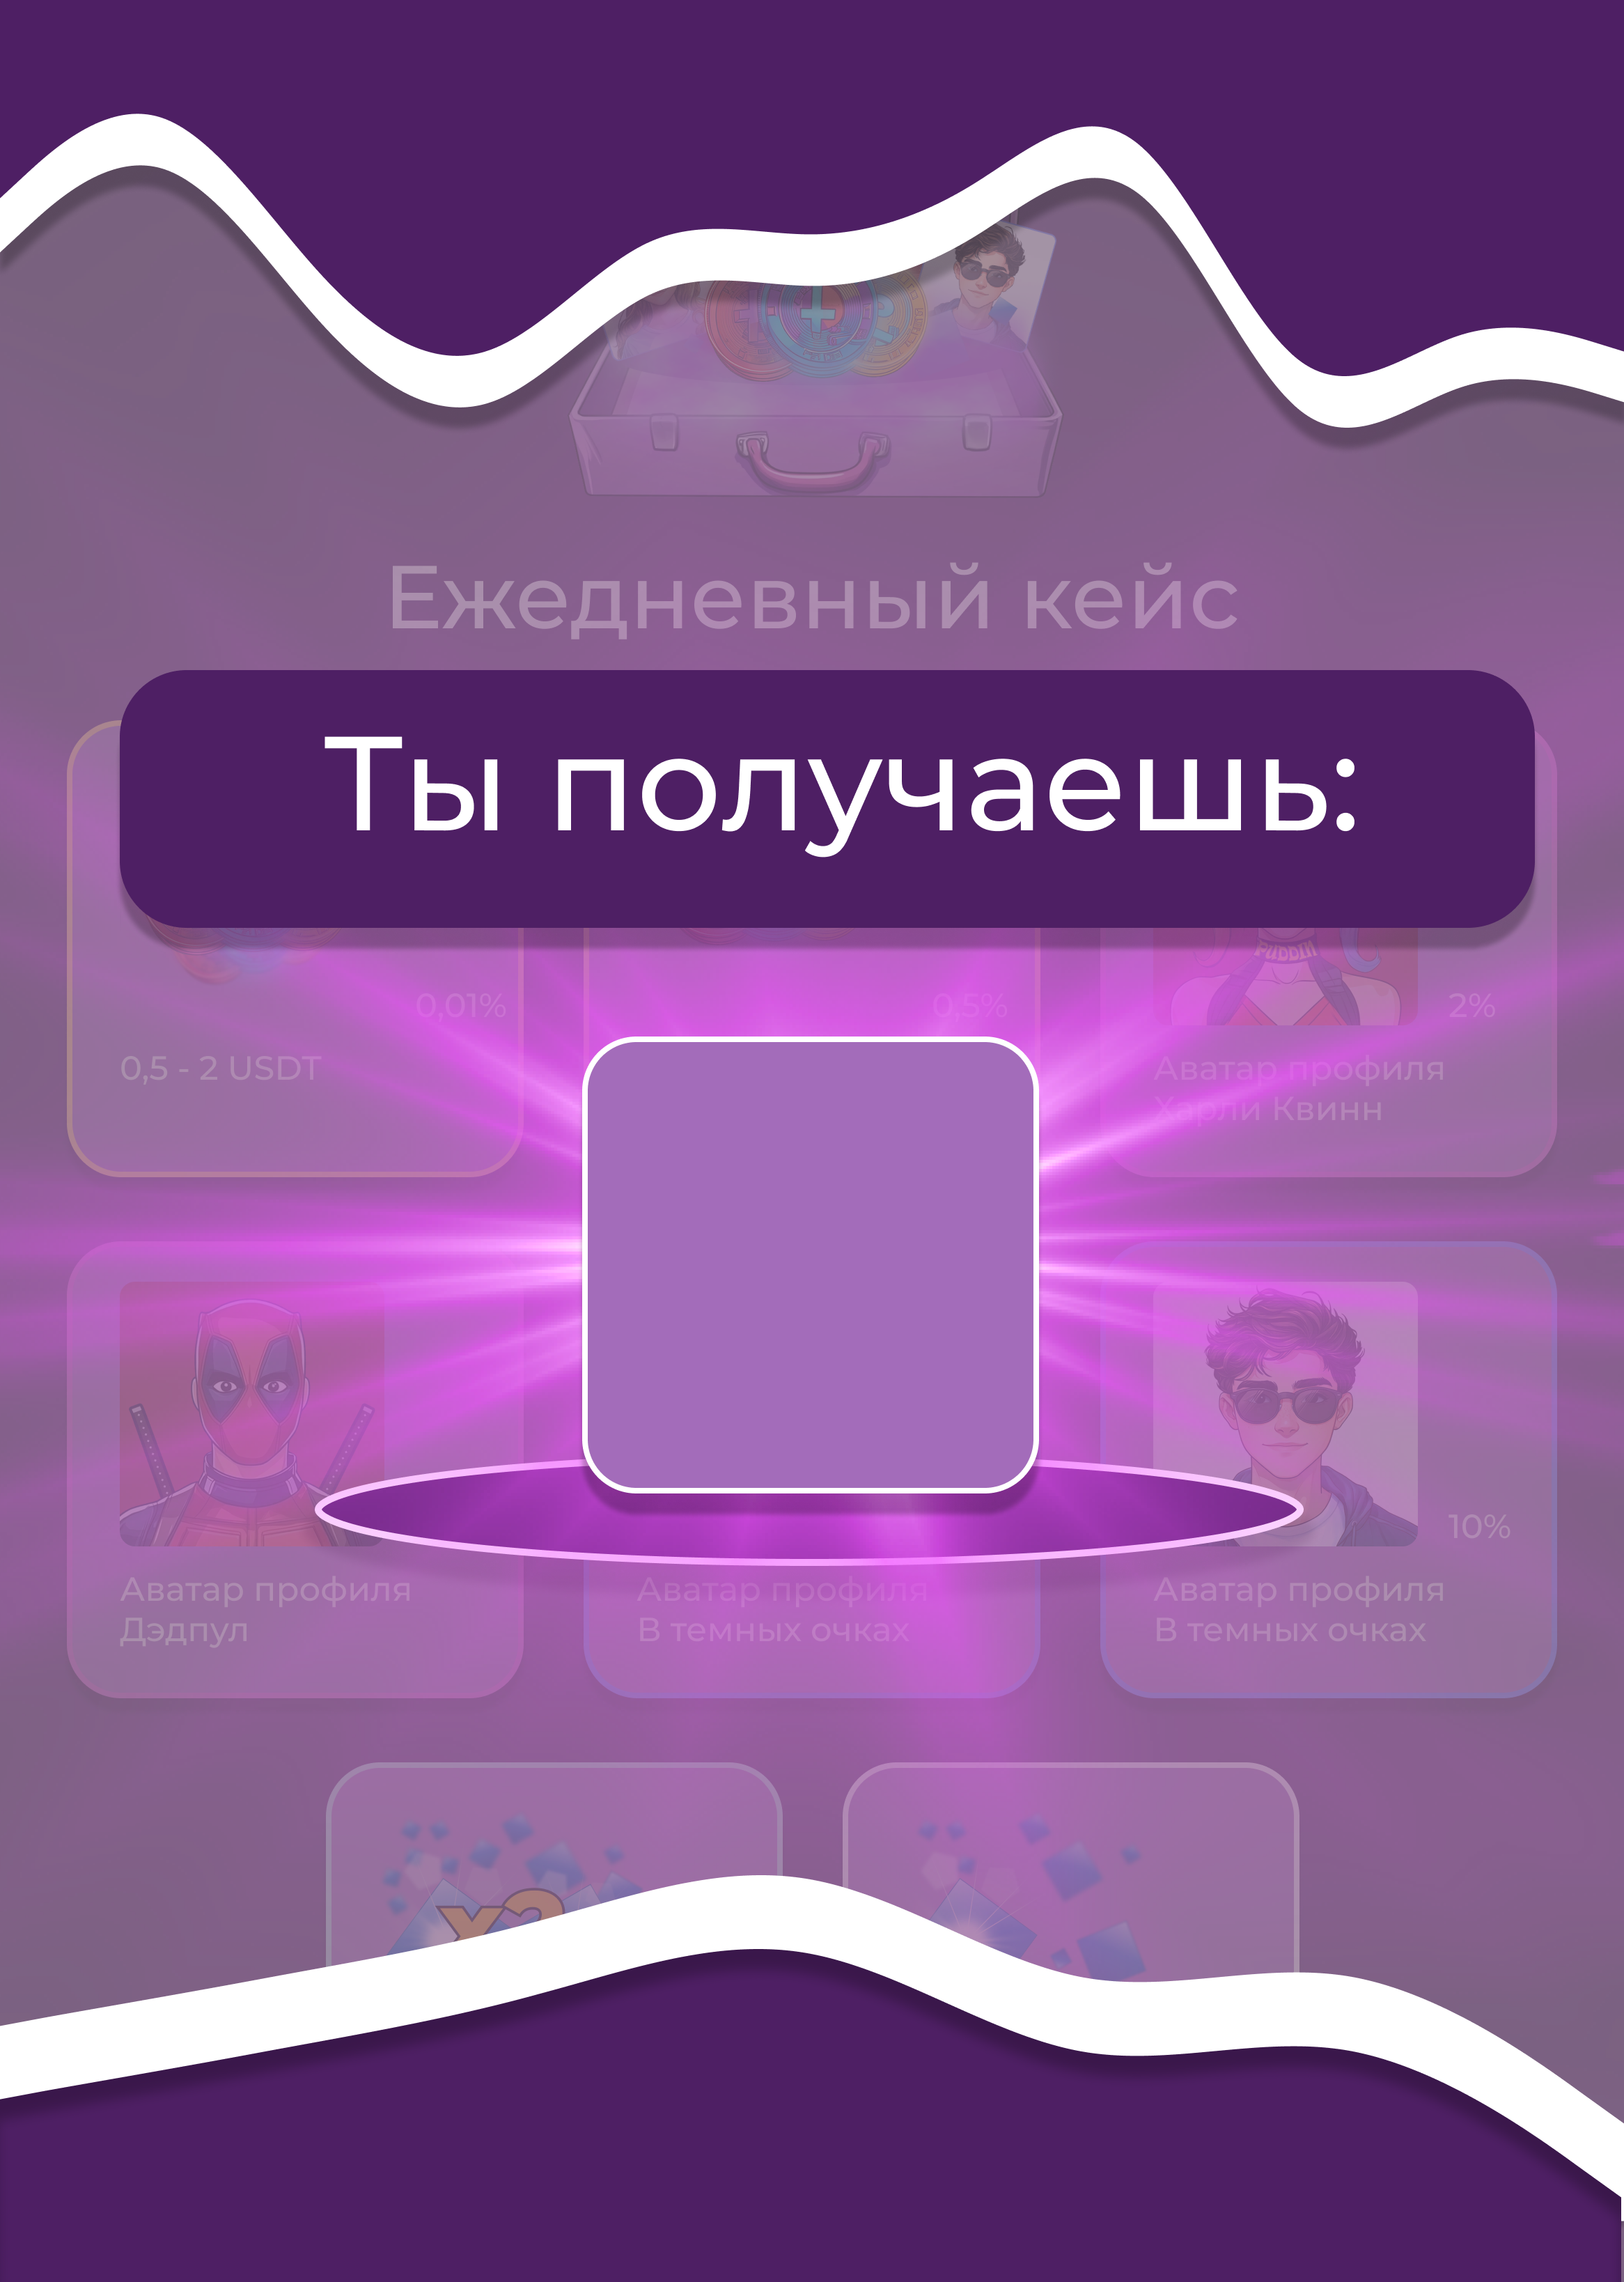 Ежедневный кейс
Ты получаешь:
PUDDIN
0,01%
0,5%
2%
0,5 - 2 USDT
Аватар профиля
Харли Квинн
10%
Аватар профиля
Дэдпул
Аватар профиля
В темных очках
Аватар профиля
В темных очках